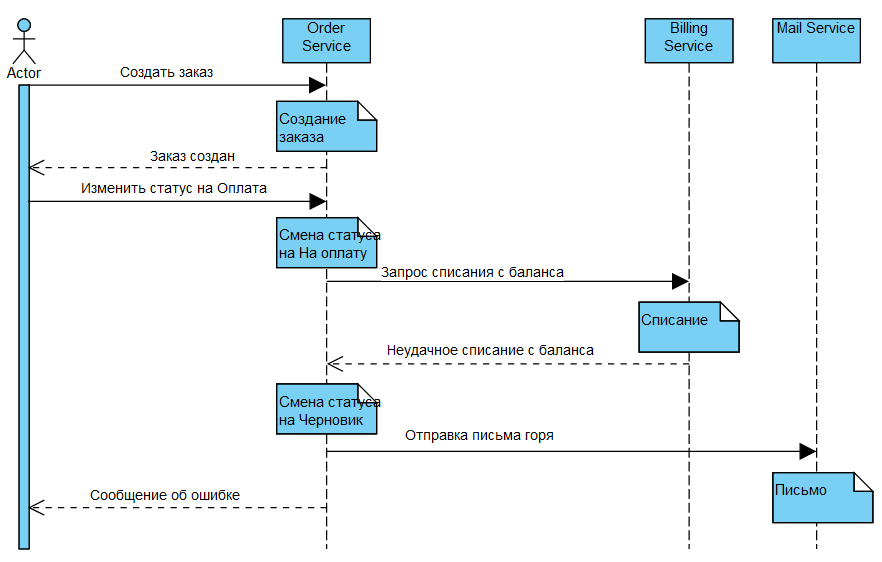 Order
Service
Billing
Service
Mail Service
Actor
Создать заказ
Создание
заказа
Заказ создан
Изменить статус на Оплата
Смена статуса
на На оплату
Запрос списания с баланса
Списание
Неудачное списание с баланса
Смена статуса
на Черновик
Отправка письма горя
Письмо
Сообщение об ошибке